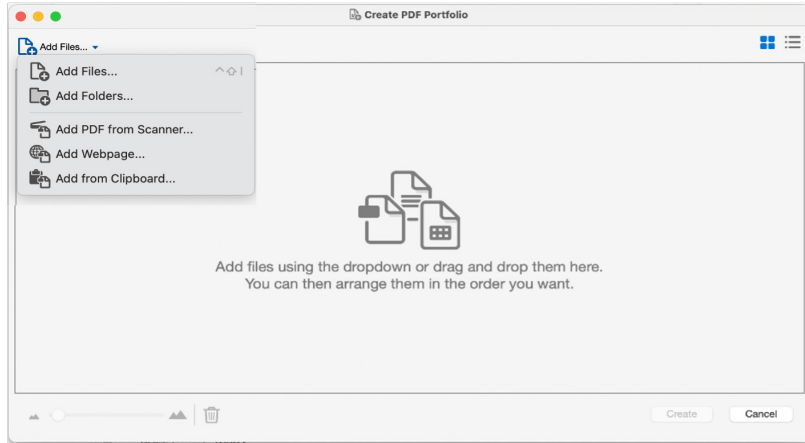 Create PDF Portfolio
Add Files...
Add Files... ^⇧I
Add Folders...
Add PDF from Scanner...
Add Webpage...
Add from Clipboard...
Add files using the dropdown or drag and drop them here.
You can then arrange them in the order you want.
Create Cancel